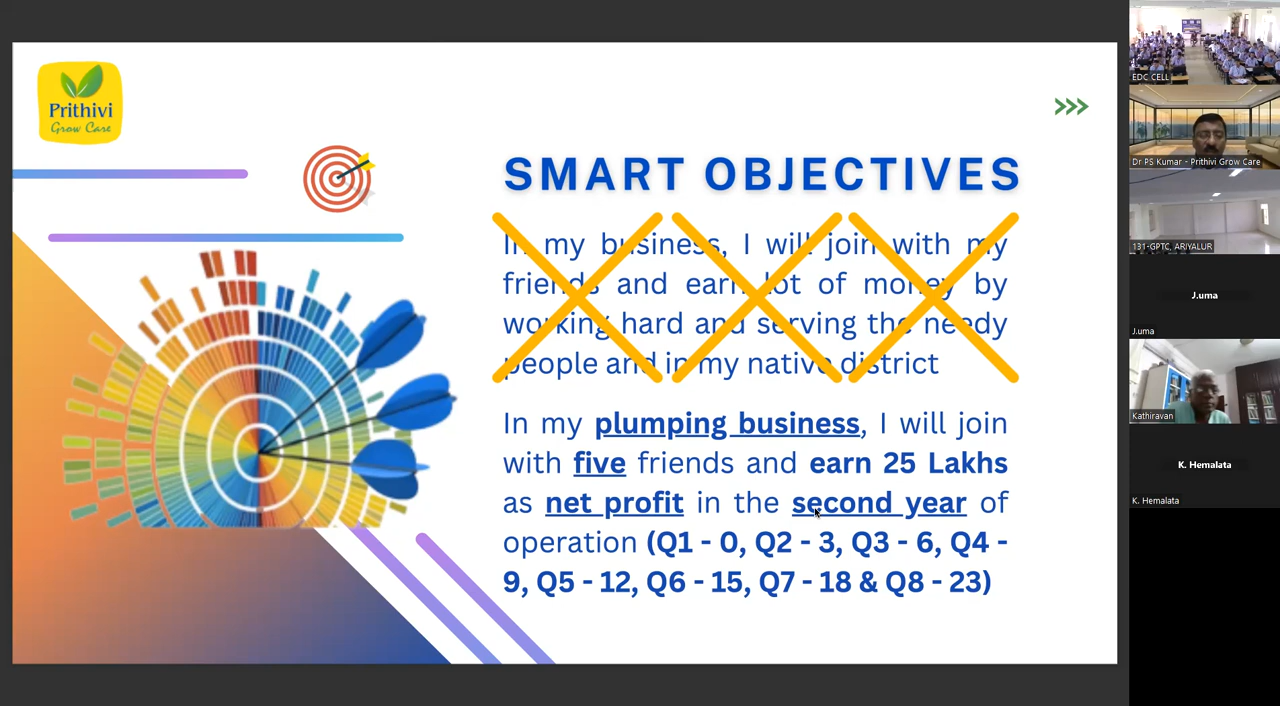 Prithivi
Grow Care
SMART OBJECTIVES
In my business, I will join with my
friends and earn lot of money by
working hard and serving the needy
people and in my native district
In my plumping business, I will join
with five friends and earn 25 Lakhs
as net profit in the second year of
operation (Q1 - 0, Q2 - 3, Q3 - 6, Q4 -
9, Q5 - 12, Q6 - 15, Q7 - 18 & Q8 - 23)
EDC CELL
Dr PS Kumar - Prithivi Grow Care
131-GPTC, ARIYALUR
J.uma
J.uma
Kathiravan
K. Hemalata
K. Hemalata